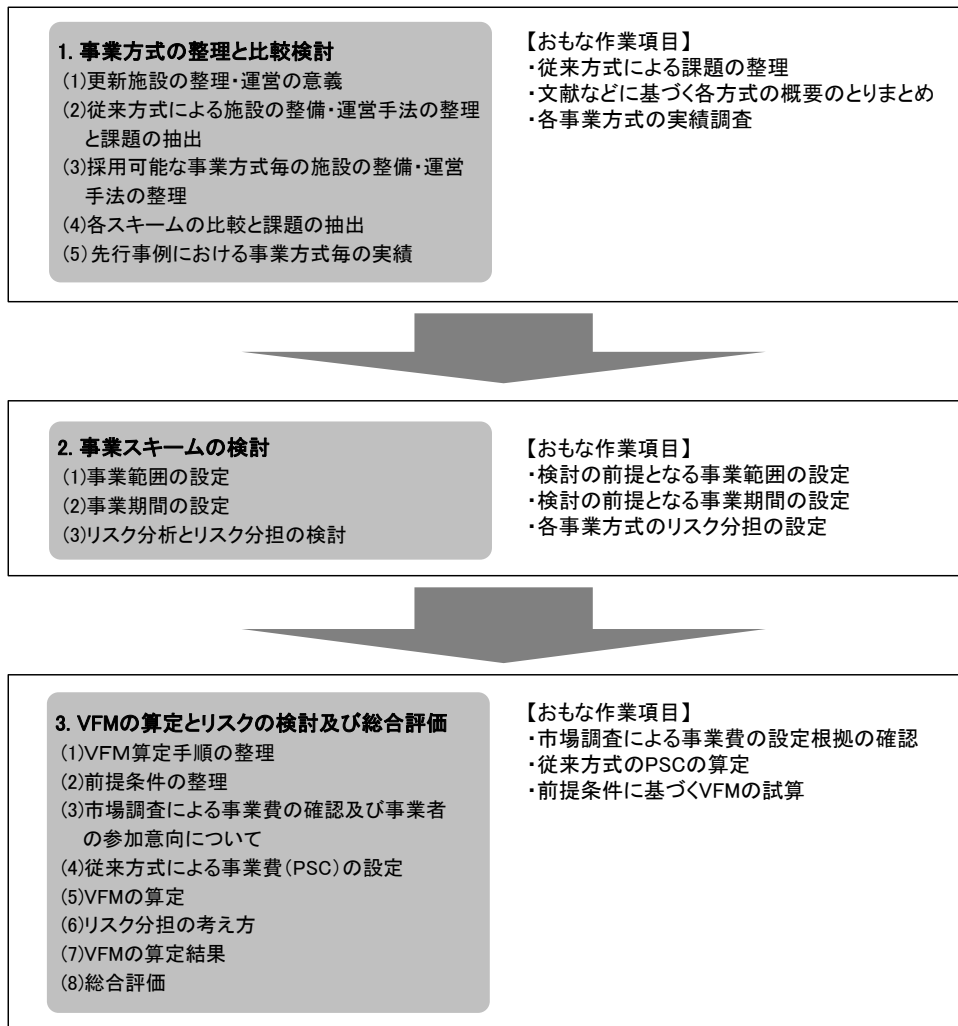 1. 事業方式の整理と比較検討
(1)更新施設の整理・運営の意義
(2)従来方式による施設の整備・運営手法の整理
と課題の抽出
(3)採用可能な事業方式毎の施設の整備・運営
手法の整理
(4)各スキームの比較と課題の抽出
(5)先行事例における事業方式毎の実績
【おもな作業項目】
・従来方式による課題の整理
・文献などに基づく各方式の概要のとりまとめ
・各事業方式の実績調査
2. 事業スキームの検討
(1)事業範囲の設定
(2)事業期間の設定
(3)リスク分析とリスク分担の検討
【おもな作業項目】
・検討の前提となる事業範囲の設定
・検討の前提となる事業期間の設定
・各事業方式のリスク分担の設定
3. VFMの算定とリスクの検討及び総合評価
(1)VFM算定手順の整理
(2)前提条件の整理
(3)市場調査による事業費の確認及び事業者
の参加意向について
(4)従来方式による事業費(PSC)の設定
(5)VFMの算定
(6)リスク分担の考え方
(7)VFMの算定結果
(8)総合評価
【おもな作業項目】
・市場調査による事業費の設定根拠の確認
・従来方式のPSCの算定
・前提条件に基づくVFMの試算